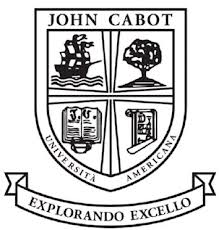 JOHN CABOT
UNIVERSITÀ
AMERICANA
EXPLORANDO EXCELLO